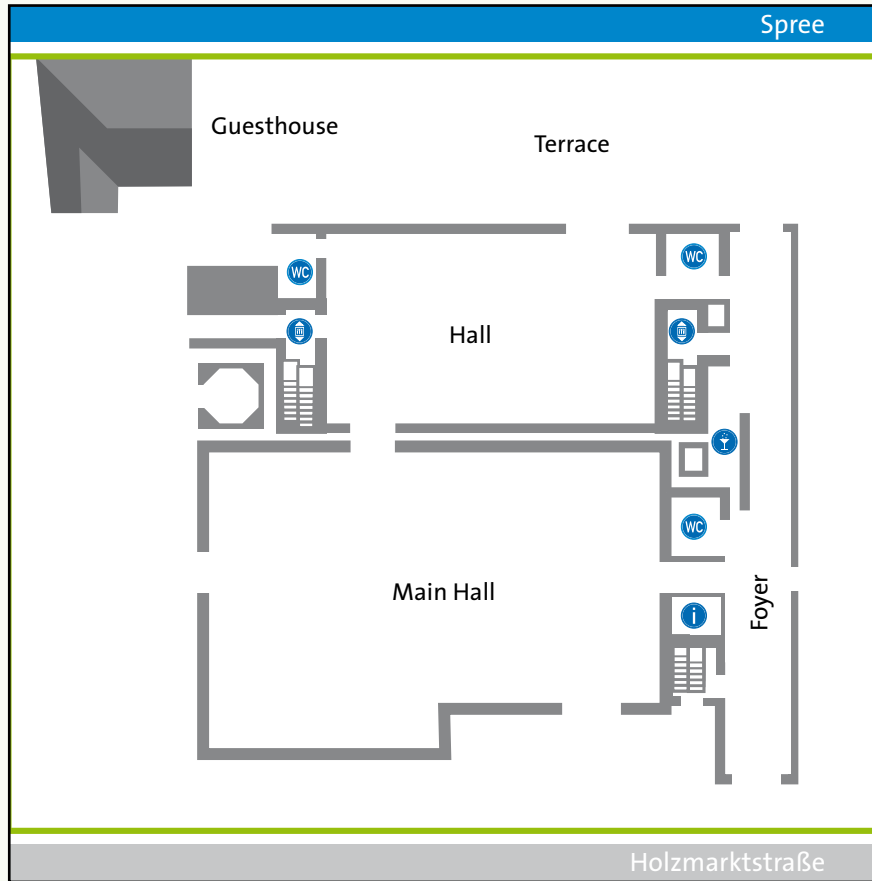 Spree
Guesthouse
Terrace
WC
WC
Hall
WC
Main Hall
i
Foyer
Holzmarktstraße